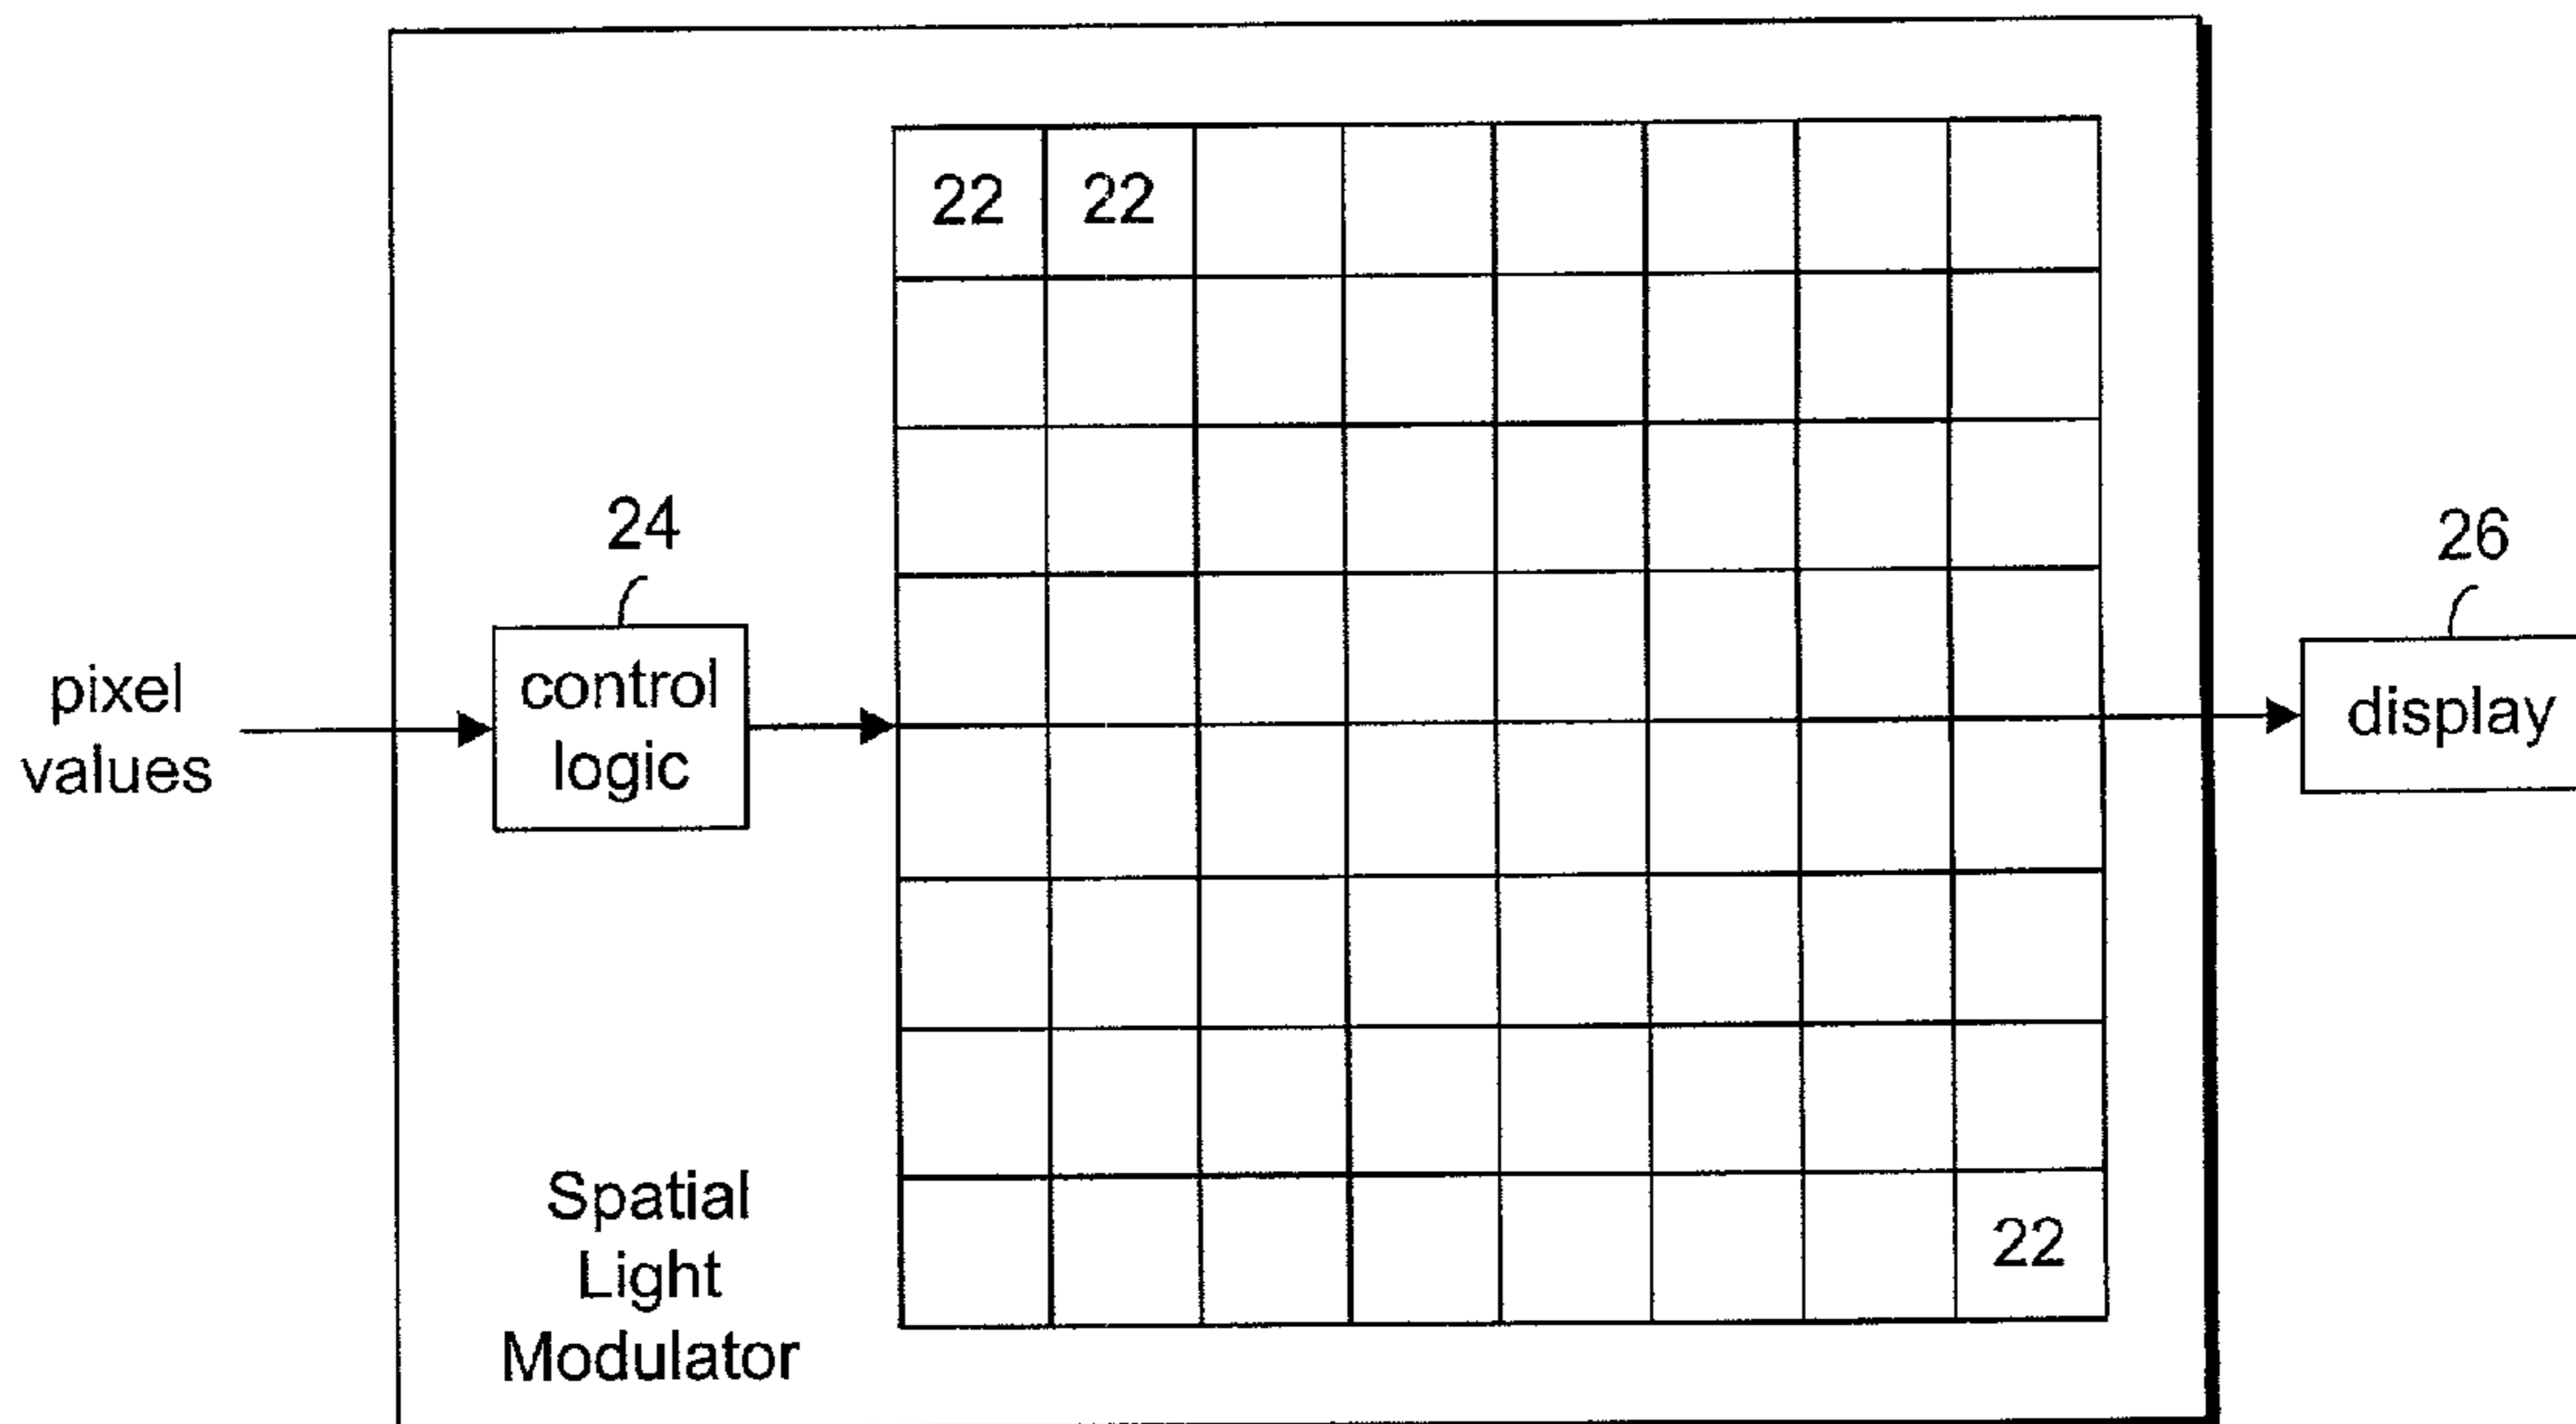 22 22
24
26
pixel
values
control
logic
display
Spatial
Light
Modulator
22